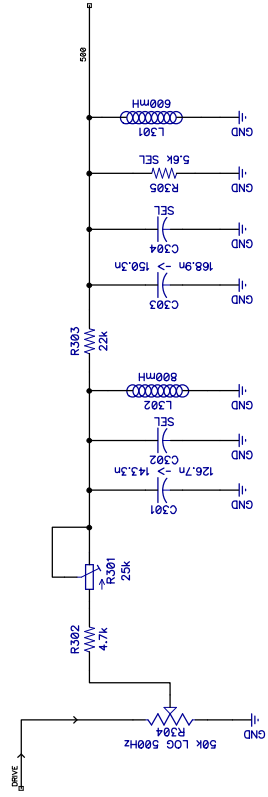 500
600mH
L301
GND
5.6k SEL
R305
GND
SEL
C304
GND
168.9n -> 150.3n
C303
GND
R303
22k
800mH
L302
GND
SEL
C302
GND
126.7n -> 143.3n
C301
GND
R301
25k
R302
4.7k
R304
50k LOG 500Hz
GND
DRIVE